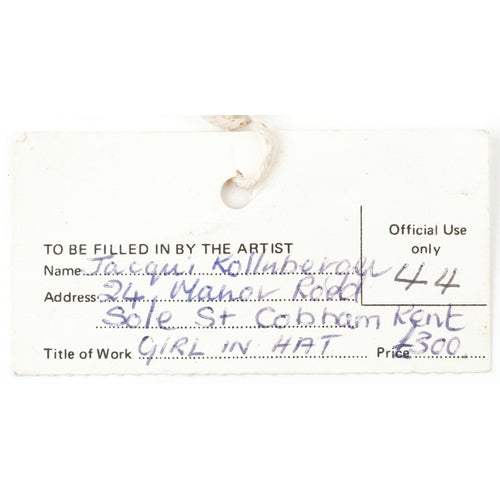 Official Use
only
44
TO BE FILLED IN BY THE ARTIST
Name Jacqui
Address 24 Manor Road
Sole St Cobham Kent
Title of Work GIRL IN HAT Price £300